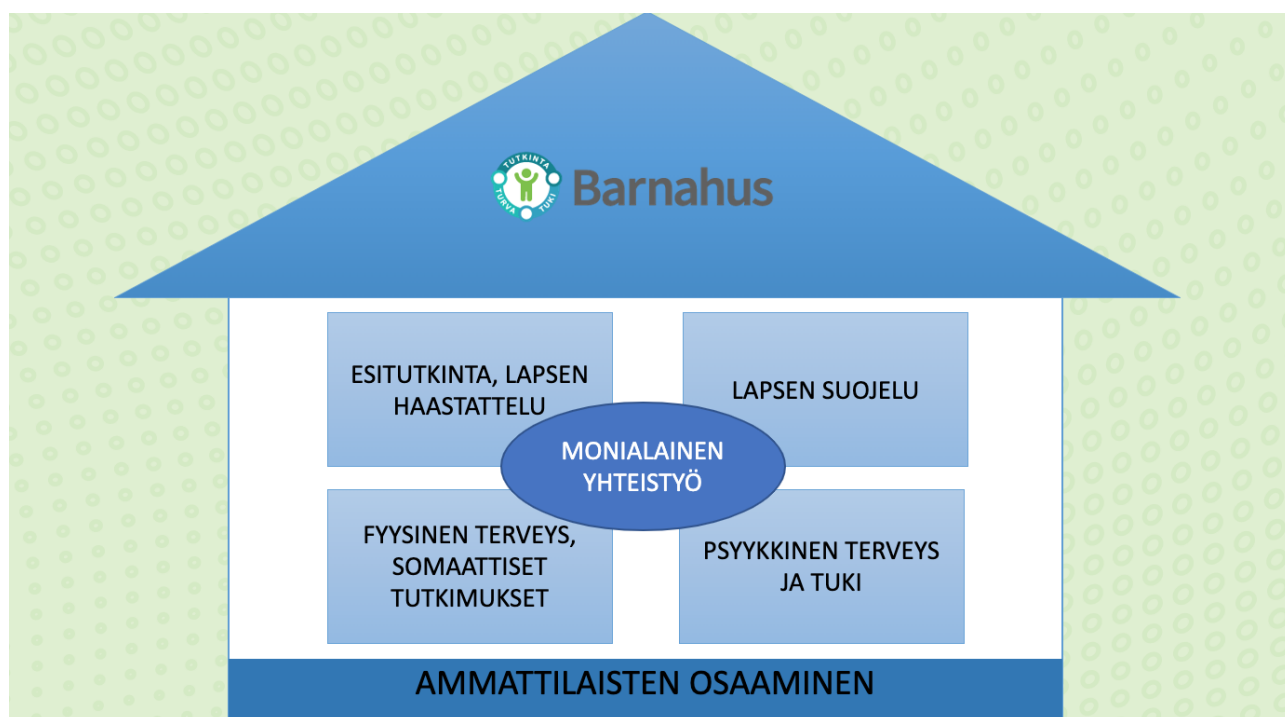 TUTKINTA
TURVA
TUKI
Barnahus
ESITUTKINTA, LAPSEN
HAASTATTELU
LAPSEN SUOJELU
MONIALAINEN
YHTEISTYÖ
FYYSINEN TERVEYS,
SOMAATTISET
TUTKIMUKSET
PSYYKKINEN TERVEYS
JA TUKI
AMMATTILAISTEN OSAAMINEN